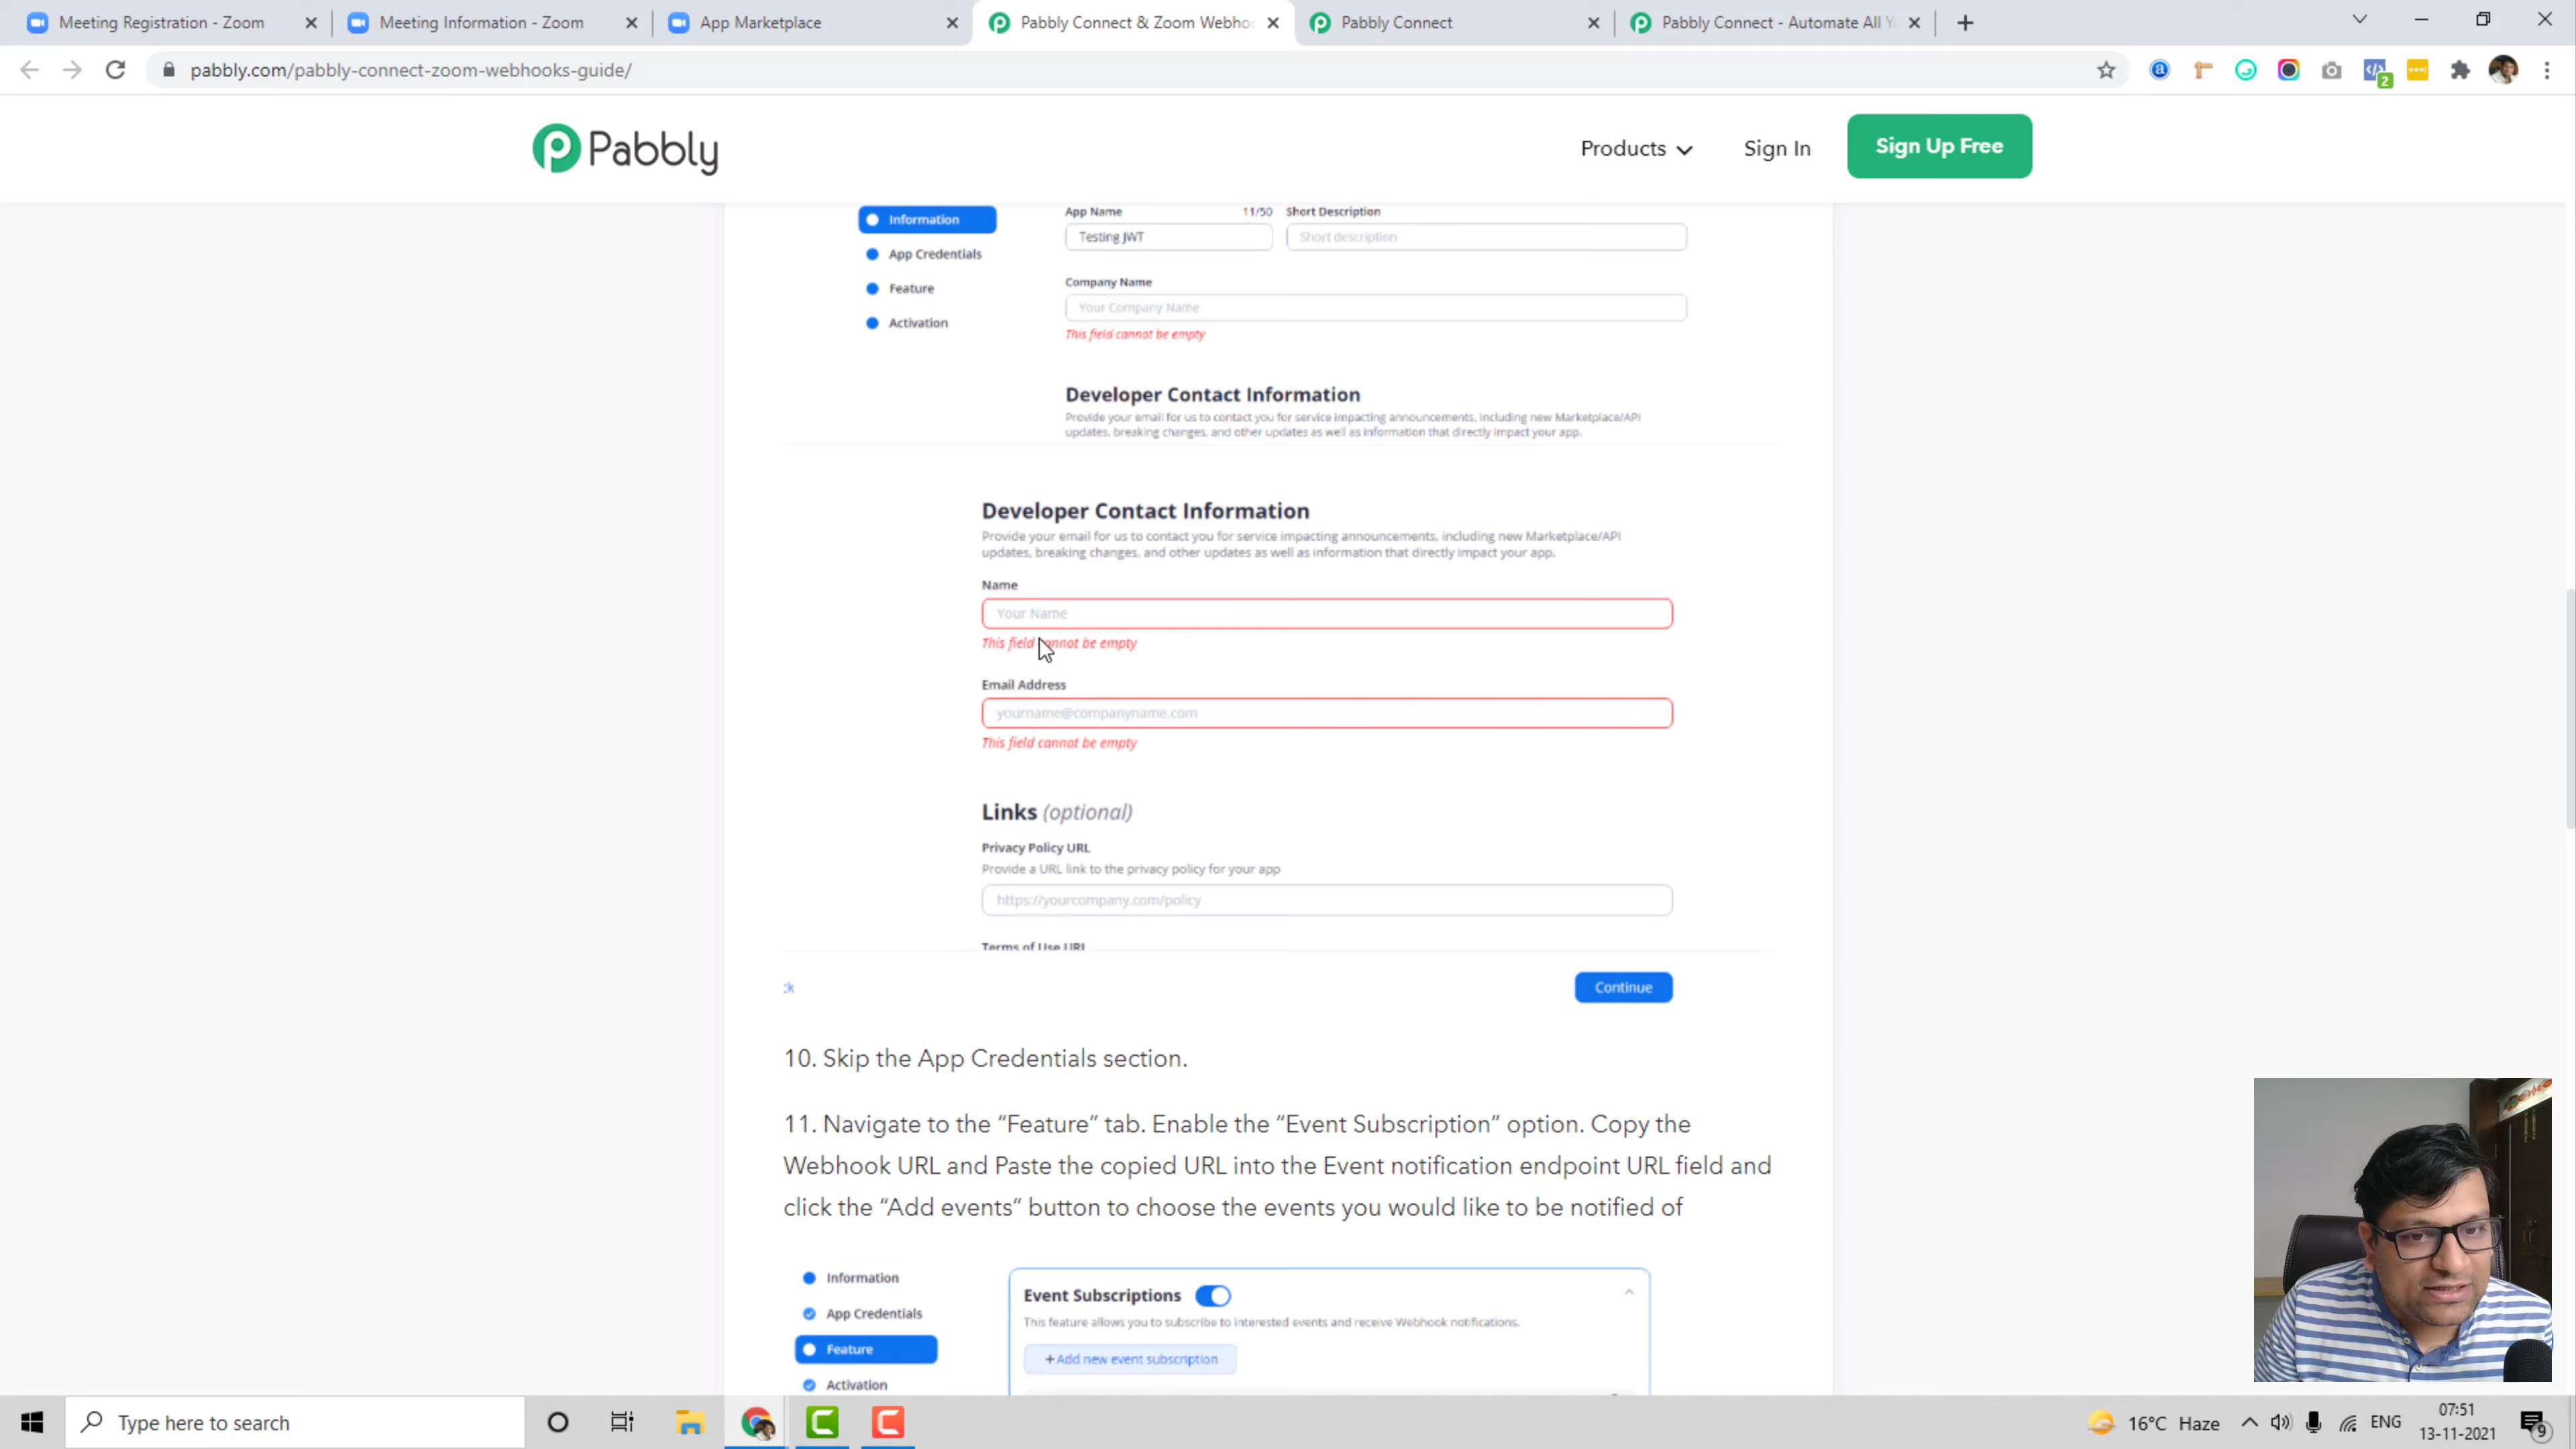 Meeting Registration - Zoom
Meeting Information - Zoom
App Marketplace
Pabbly Connect & Zoom Webho
Pabbly Connect
Pabbly Connect - Automate All Y
pabbly.com/pabbly-connect-zoom-webhooks-guide/
2
Pabbly
Products
Sign In
Sign Up Free
Information
App Name
11/50
Short Description
Testing JWT
Short description
App Credentials
Company Name
Feature
Your Company Name
Activation
This field cannot be empty
Developer Contact Information
Provide your email for us to contact you for service impacting announcements, including new Marketplace/API
updates, breaking changes, and other updates as well as information that directly impact your app.
Developer Contact Information
Provide your email for us to contact you for service impacting announcements, including new Marketplace/API
updates, breaking changes, and other updates as well as information that directly impact your app.
Name
Your Name
This field cannot be empty
Email Address
yourname@companyname.com
This field cannot be empty
Links (optional)
Privacy Policy URL
Provide a URL link to the privacy policy for your app
https://yourcompany.com/policy
Terms of Use URL
ck
Continue
10. Skip the App Credentials section.
11. Navigate to the “Feature” tab. Enable the “Event Subscription” option. Copy the
Webhook URL and Paste the copied URL into the Event notification endpoint URL field and
click the “Add events” button to choose the events you would like to be notified of
Information
App Credentials
Feature
Activation
Event Subscriptions
This feature allows you to subscribe to interested events and receive Webhook notifications.
+Add new event subscription
Type here to search
16°C Haze
ENG
07:51
13-11-2021
9